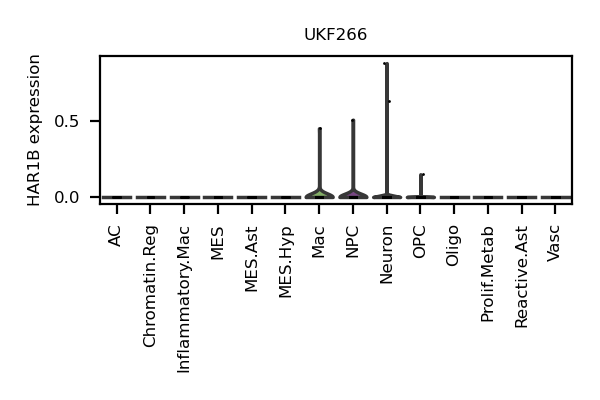 UKF266
HAR1B expression
0.5
0.0
AC
Chromatin.Reg
Inflammatory.Mac
MES
MES.Ast
MES.Hyp
Mac
NPC
Neuron
OPC
Oligo
Prolif.Metab
Reactive.Ast
Vasc